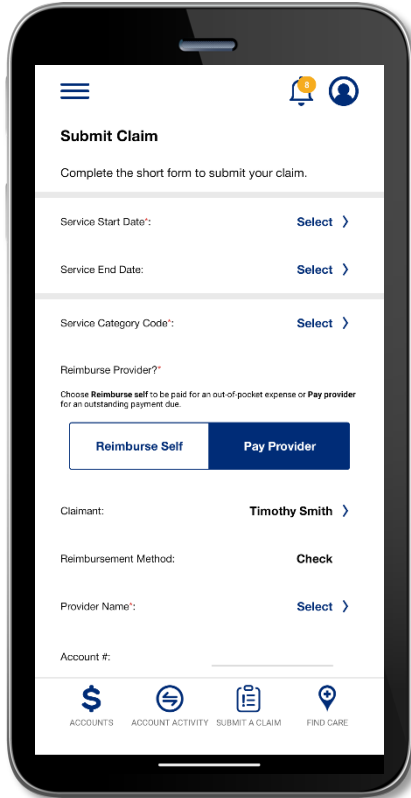 8
Submit Claim
Complete the short form to submit your claim.
Service Start Date*:
Select
Service End Date:
Select
Service Category Code*:
Select
Reimburse Provider?*
Choose Reimburse self to be paid for an out-of-pocket expense or Pay provider
for an outstanding payment due.
Reimburse Self
Pay Provider
Claimant:
Timothy Smith
Reimbursement Method:
Check
Provider Name*:
Select
Account #:
ACCOUNTS
ACCOUNT ACTIVITY
SUBMIT A CLAIM
FIND CARE